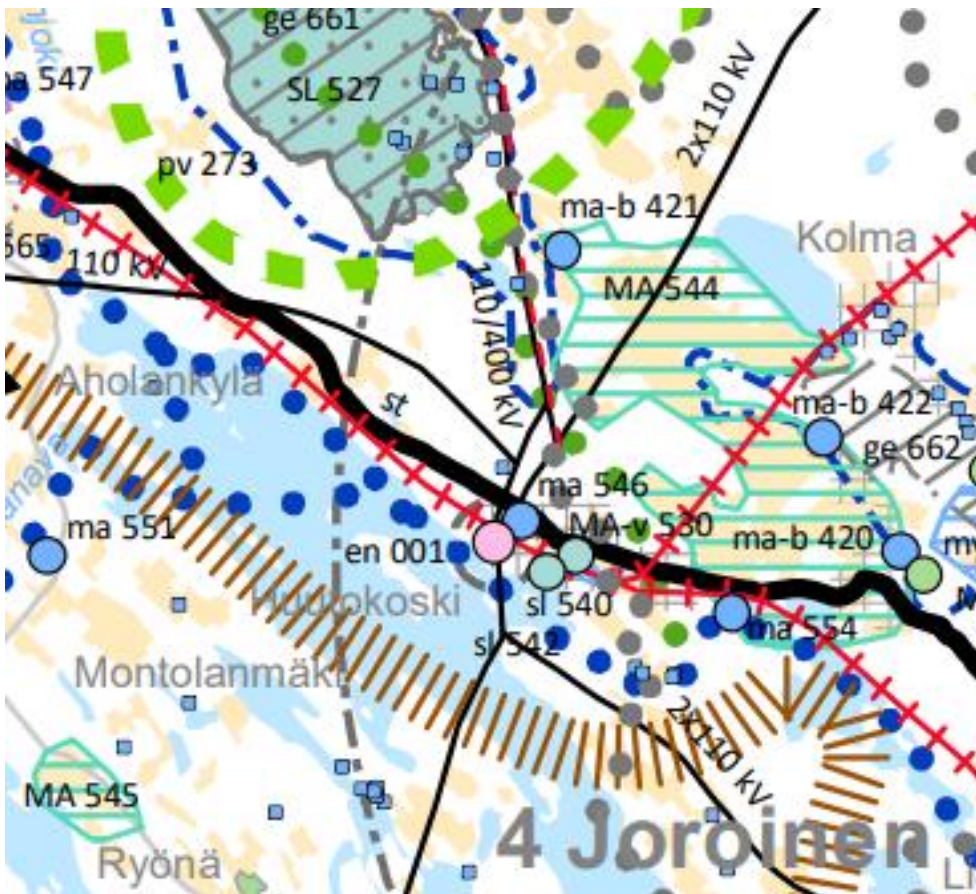 ge 661
SL 527
2x110 kV
pv 273
ma-b 421
Kolma
110 kV
MA 544
110/400 kV
Aholankylä
st
ma-b 422
ge 662
ma 546
MA-v 530
ma 551
en 001
ma-b 420
Huutokoski
sl 540
sl 542
ma 554
Montolanmäki
2x110 kV
MA 545
4 Joroinen
Ryönä